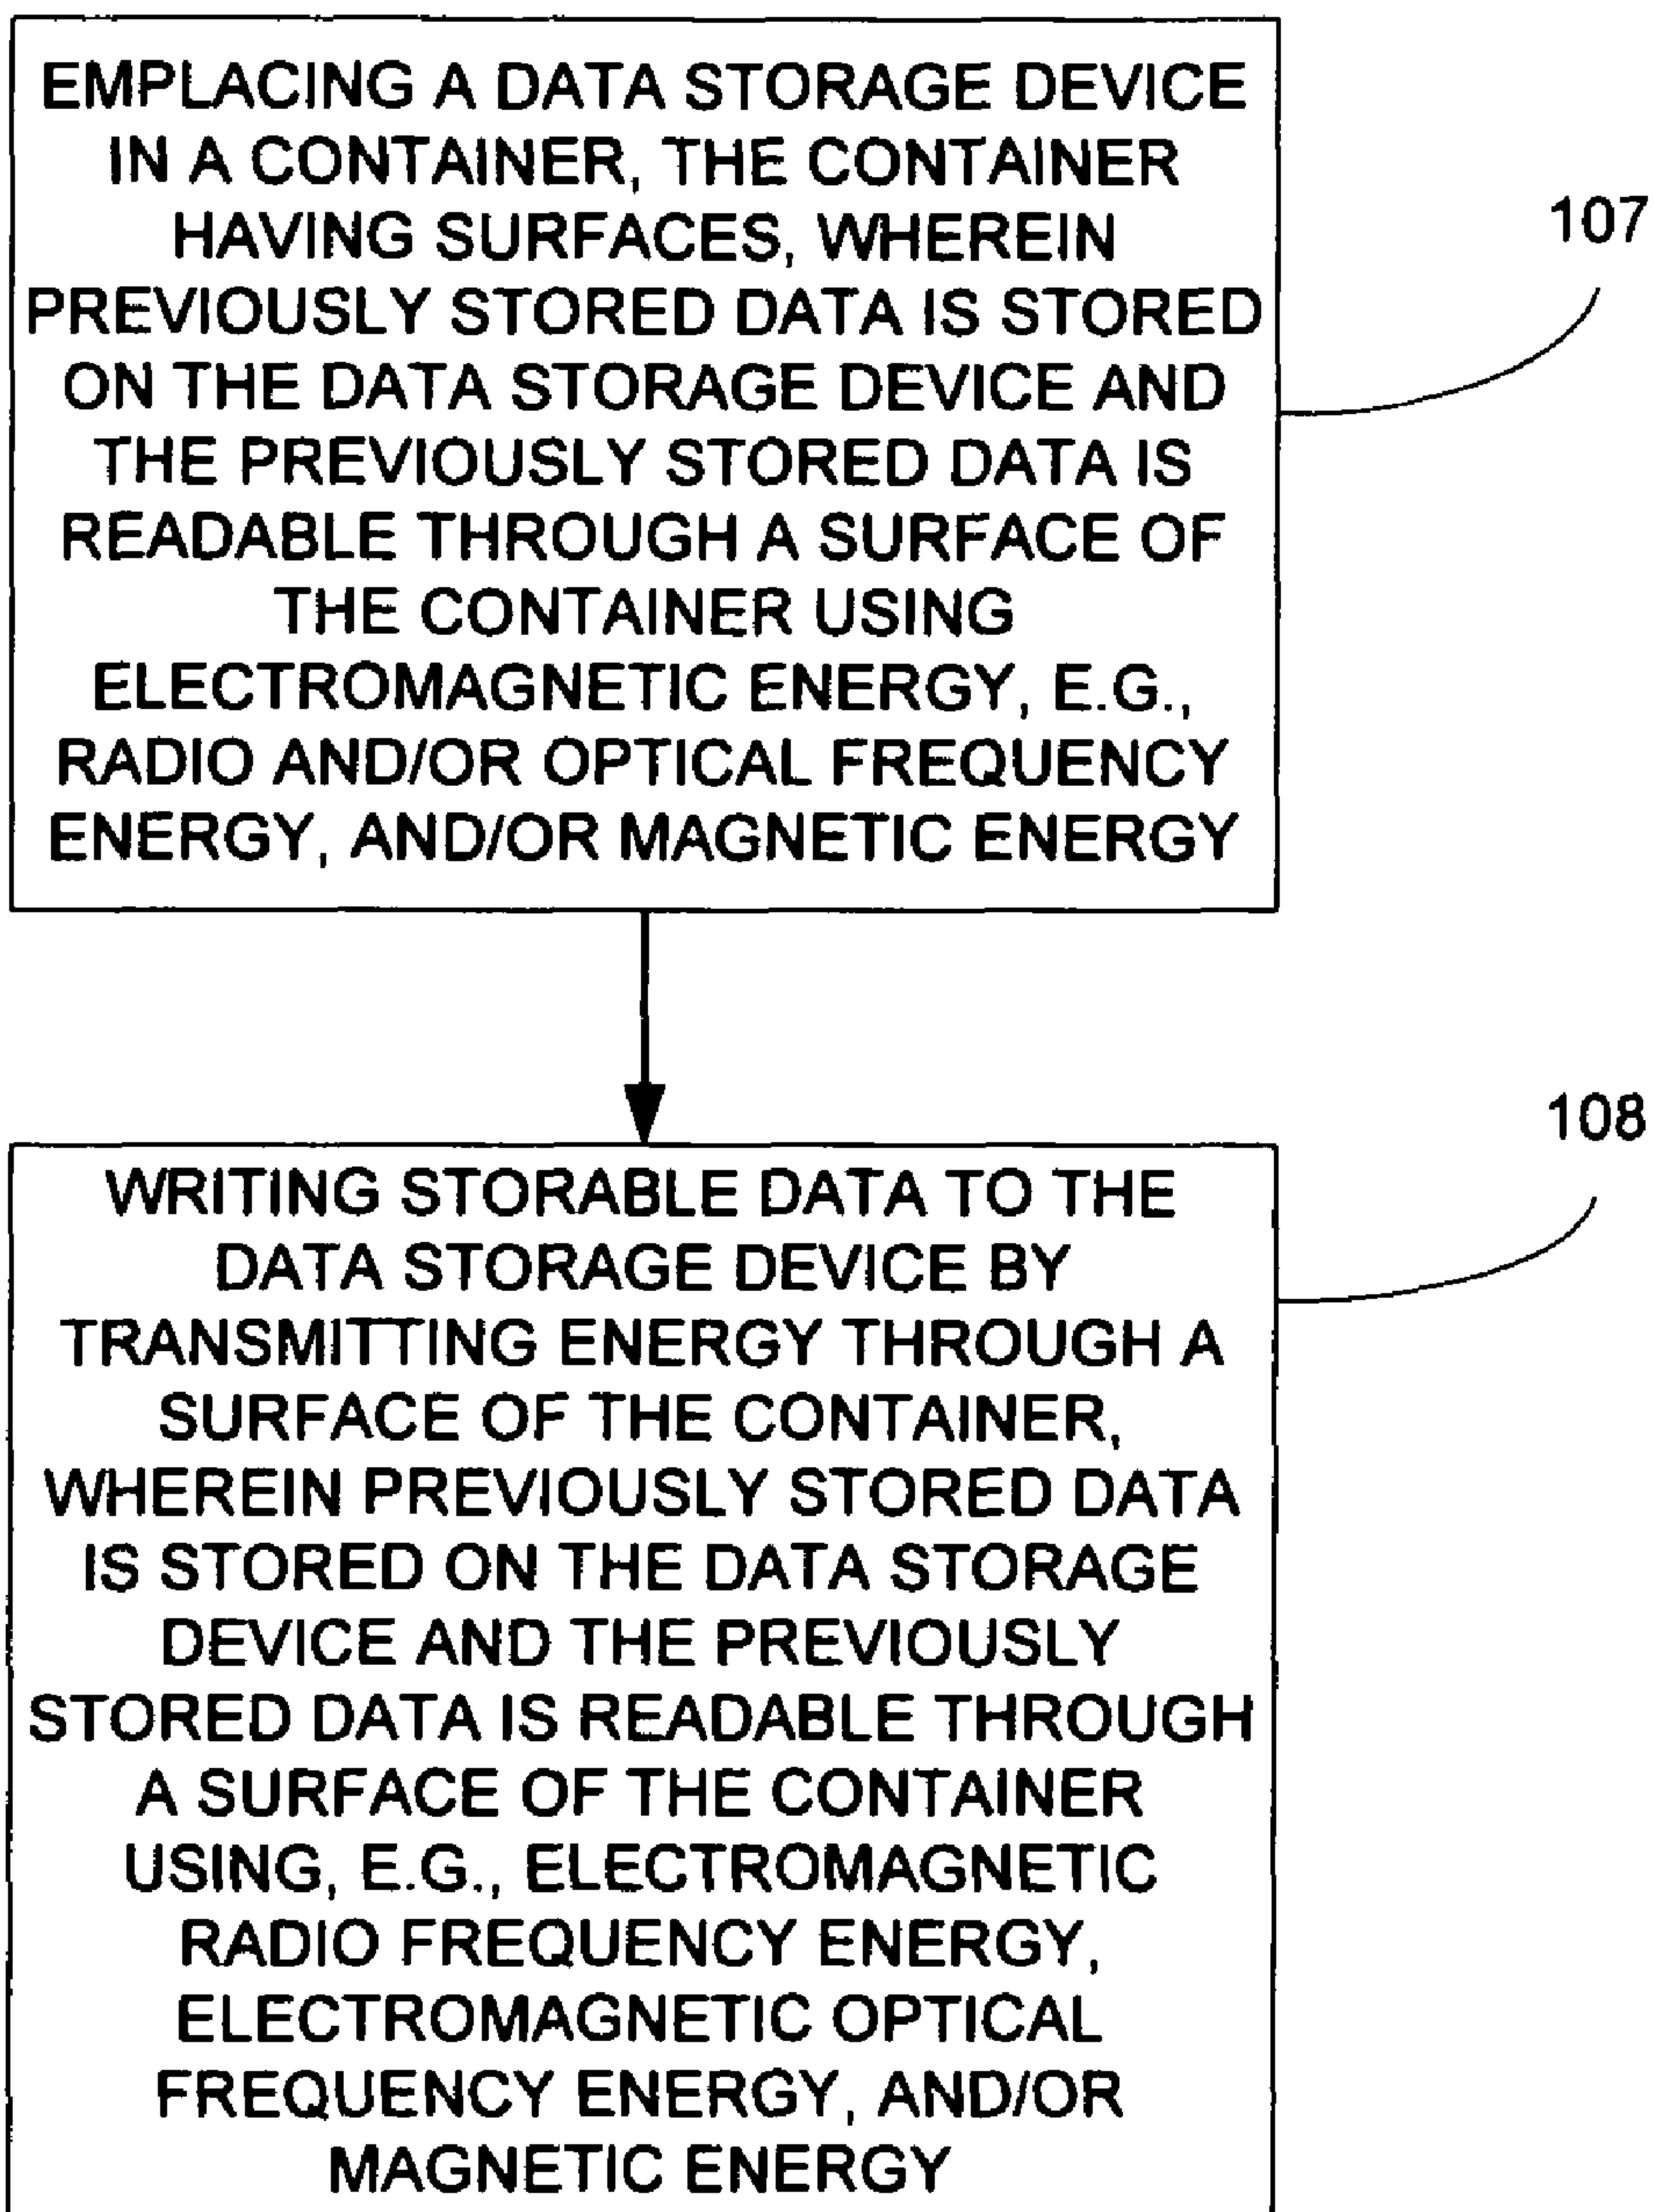 EMPLACING A DATA STORAGE DEVICE
IN A CONTAINER, THE CONTAINER
HAVING SURFACES, WHEREIN
PREVIOUSLY STORED DATA IS STORED
ON THE DATA STORAGE DEVICE AND
THE PREVIOUSLY STORED DATA IS
READABLE THROUGH A SURFACE OF
THE CONTAINER USING
ELECTROMAGNETIC ENERGY, E.G.,
RADIO AND/OR OPTICAL FREQUENCY
ENERGY, AND/OR MAGNETIC ENERGY
107
108
WRITING STORABLE DATA TO THE
DATA STORAGE DEVICE BY
TRANSMITTING ENERGY THROUGH A
SURFACE OF THE CONTAINER,
WHEREIN PREVIOUSLY STORED DATA
IS STORED ON THE DATA STORAGE
DEVICE AND THE PREVIOUSLY
STORED DATA IS READABLE THROUGH
A SURFACE OF THE CONTAINER
USING, E.G., ELECTROMAGNETIC
RADIO FREQUENCY ENERGY,
ELECTROMAGNETIC OPTICAL
FREQUENCY ENERGY, AND/OR
MAGNETIC ENERGY